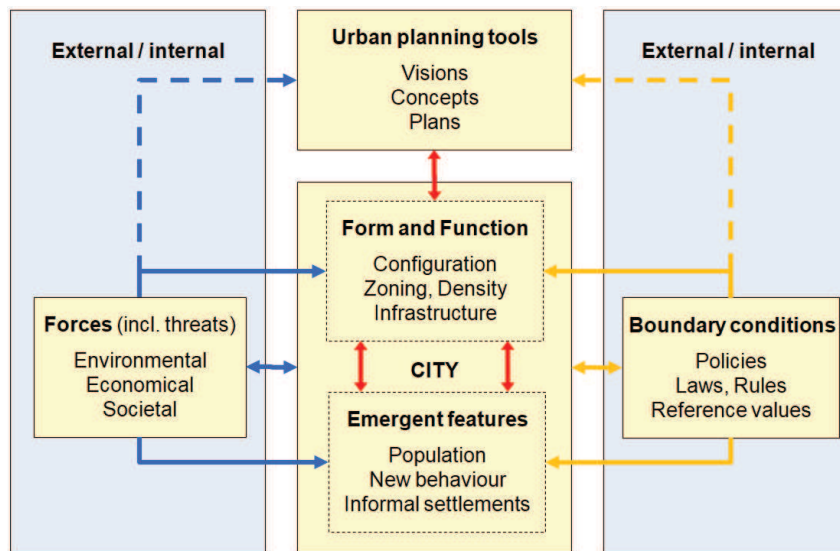 External / internal
Urban planning tools
Visions
Concepts
Plans
External / internal
Form and Function
Configuration
Zoning, Density
Infrastructure
Forces (incl. threats)
Environmental
Economical
Societal
CITY
Boundary conditions
Policies
Laws, Rules
Reference values
Emergent features
Population
New behaviour
Informal settlements